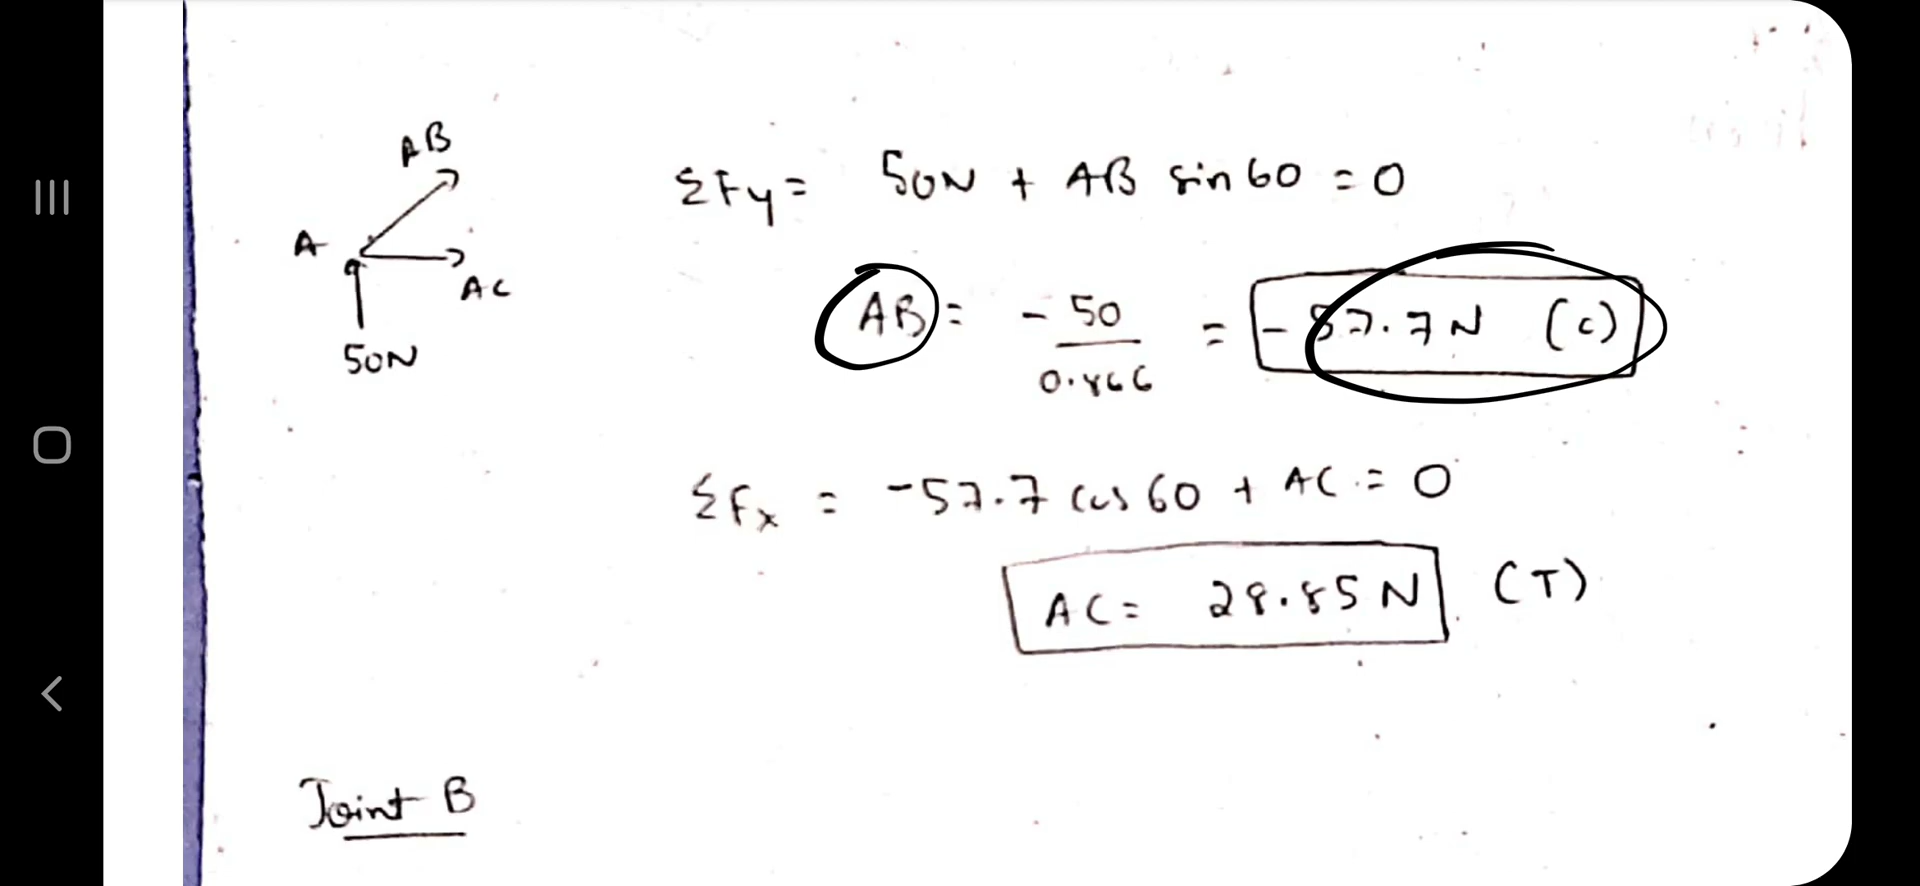 AB
A
AC
50N
ΣFy = 50N + AB sin 60 = 0
AB = - 50 / 0.866 = - 57.7 N (c)
ΣFx = -57.7 cos 60 + AC = 0
AC = 28.85 N (T)
Joint B